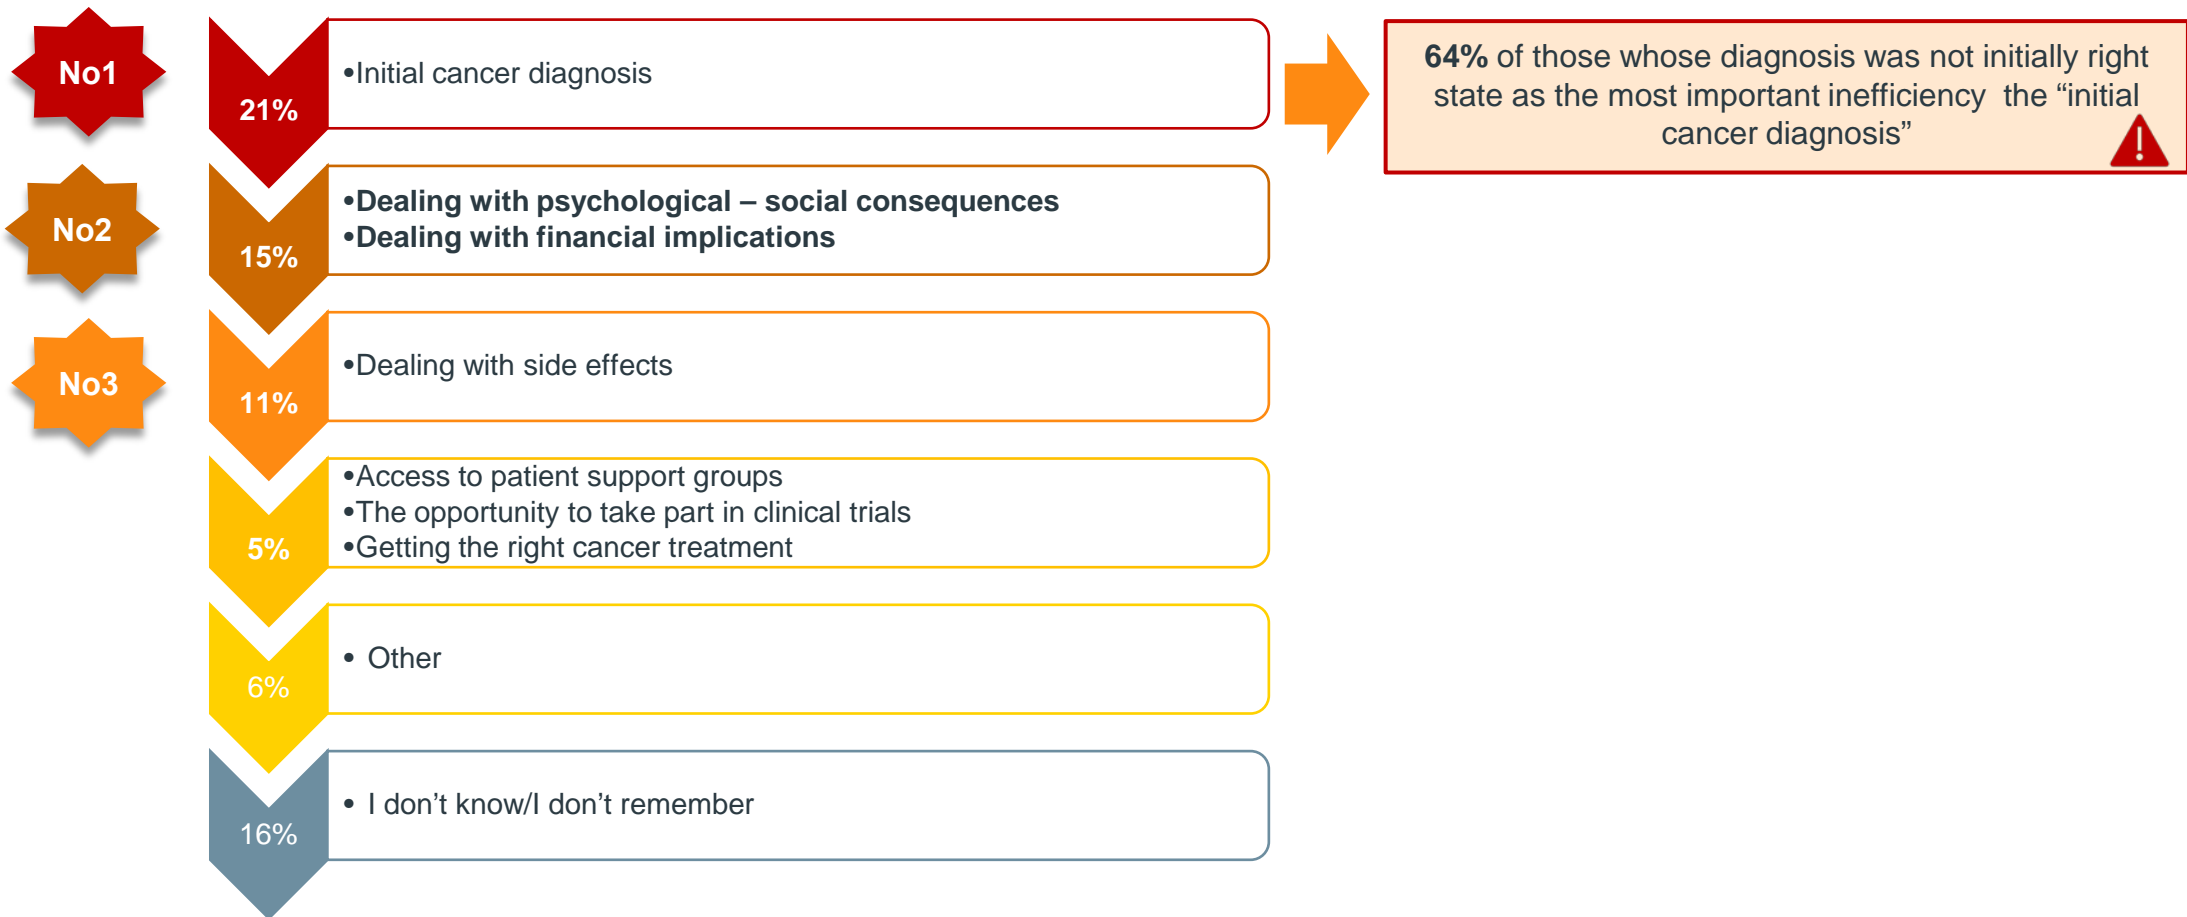 No1
21%
•Initial cancer diagnosis
64% of those whose diagnosis was not initially right
state as the most important inefficiency the “initial
cancer diagnosis”
No2
15%
•Dealing with psychological – social consequences
•Dealing with financial implications
No3
11%
•Dealing with side effects
5%
•Access to patient support groups
•The opportunity to take part in clinical trials
•Getting the right cancer treatment
6%
• Other
16%
• I don’t know/I don’t remember